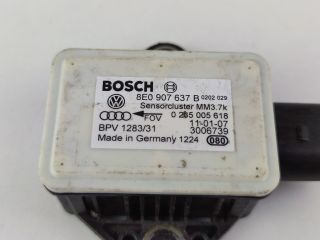 BOSCH
8E0 907 637 B 0202 029
Sensorcluster MM3.7k
FOV 0 265 005 618
BPV 1283/31 11-01-07
3006739
Made in Germany 1224 080